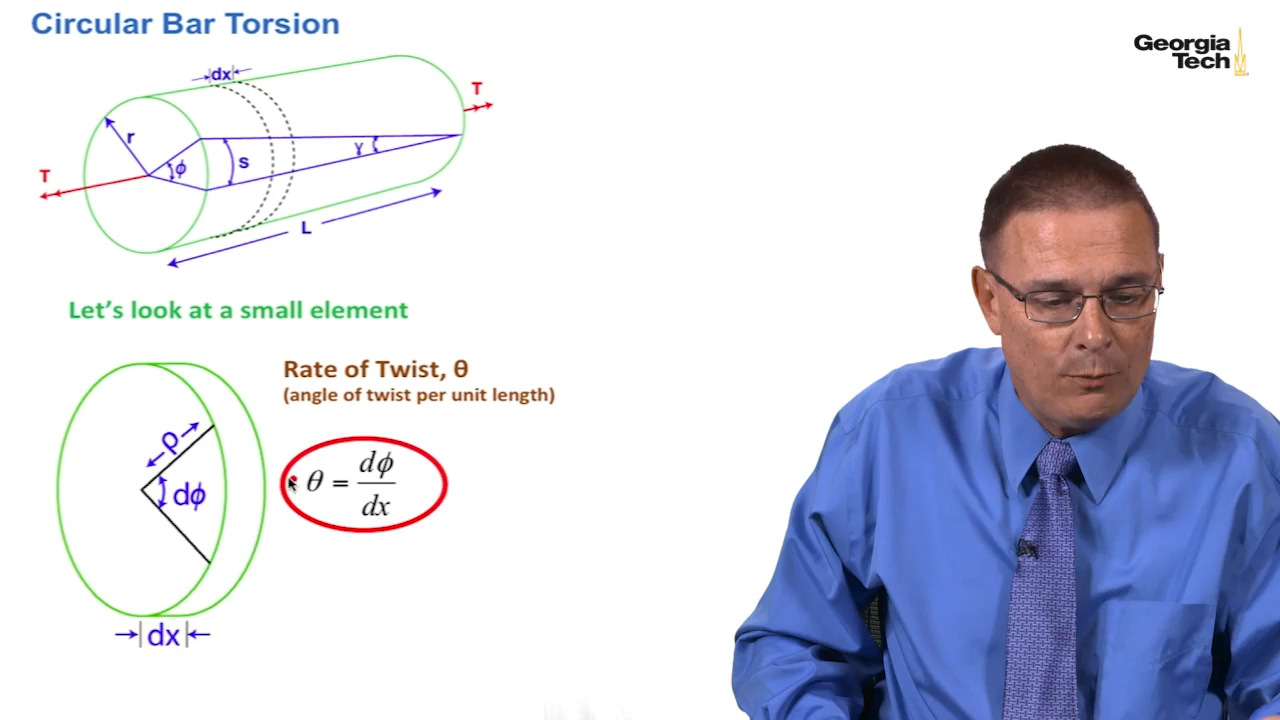 Circular Bar Torsion
Georgia
Tech
dx
T
r
ϕ
s
γ
T
L
Let's look at a small element
Rate of Twist, θ
(angle of twist per unit length)
ρ
dϕ
θ = dϕ/dx
dx